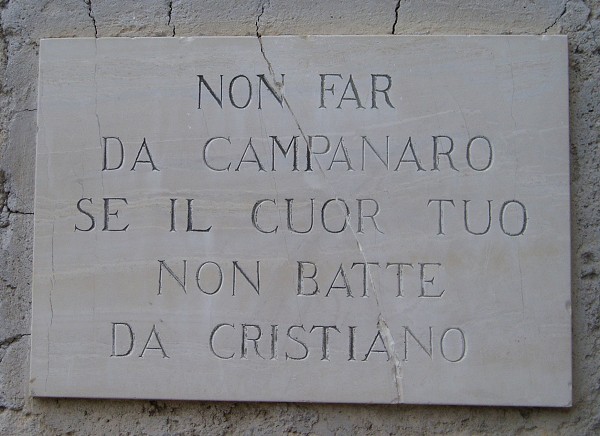 NON FAR
DA CAMPANARO
SE IL CUOR TUO
NON BATTE
DA CRISTIANO